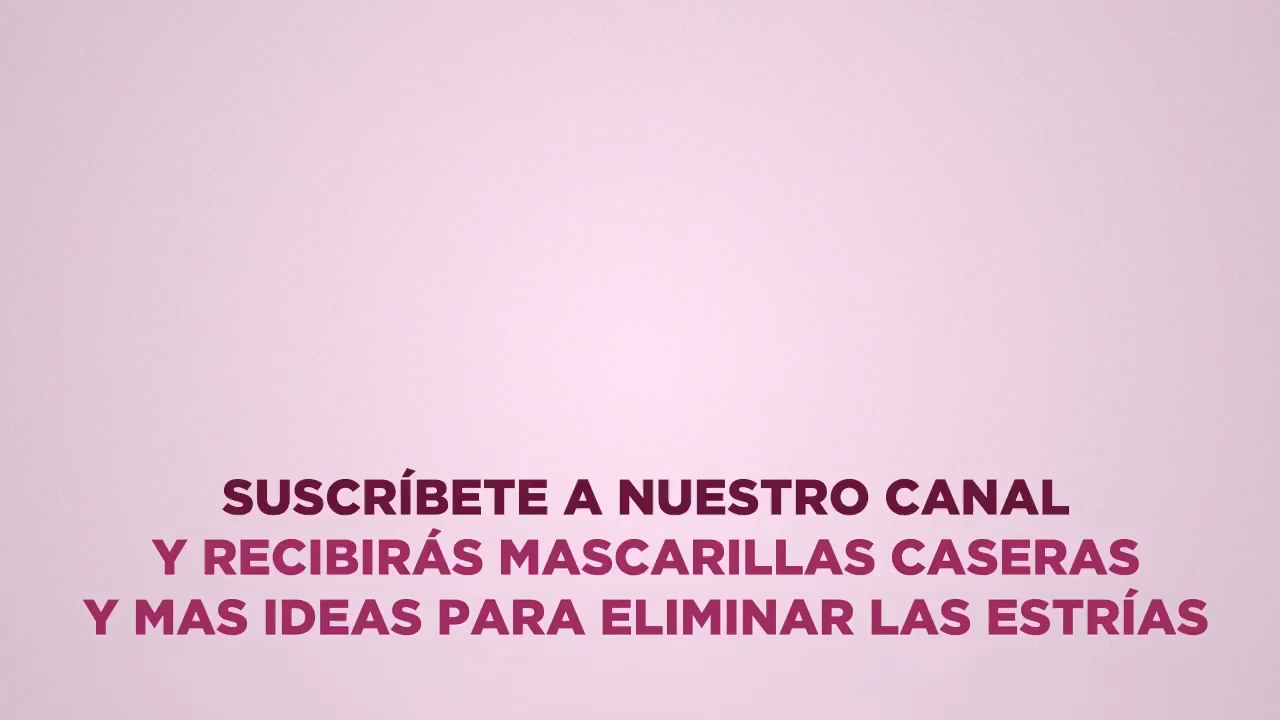 SUSCRÍBETE A NUESTRO CANAL
Y RECIBIRÁS MASCARILLAS CASERAS
Y MAS IDEAS PARA ELIMINAR LAS ESTRÍAS